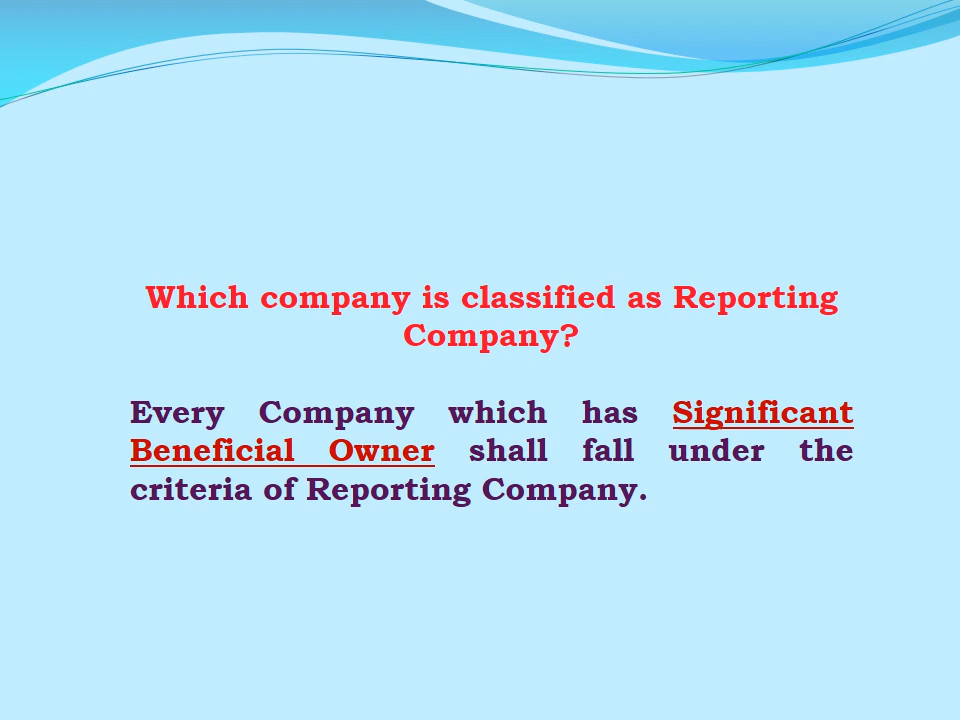 Which company is classified as Reporting
Company?
Every Company which has Significant
Beneficial Owner shall fall under the
criteria of Reporting Company.